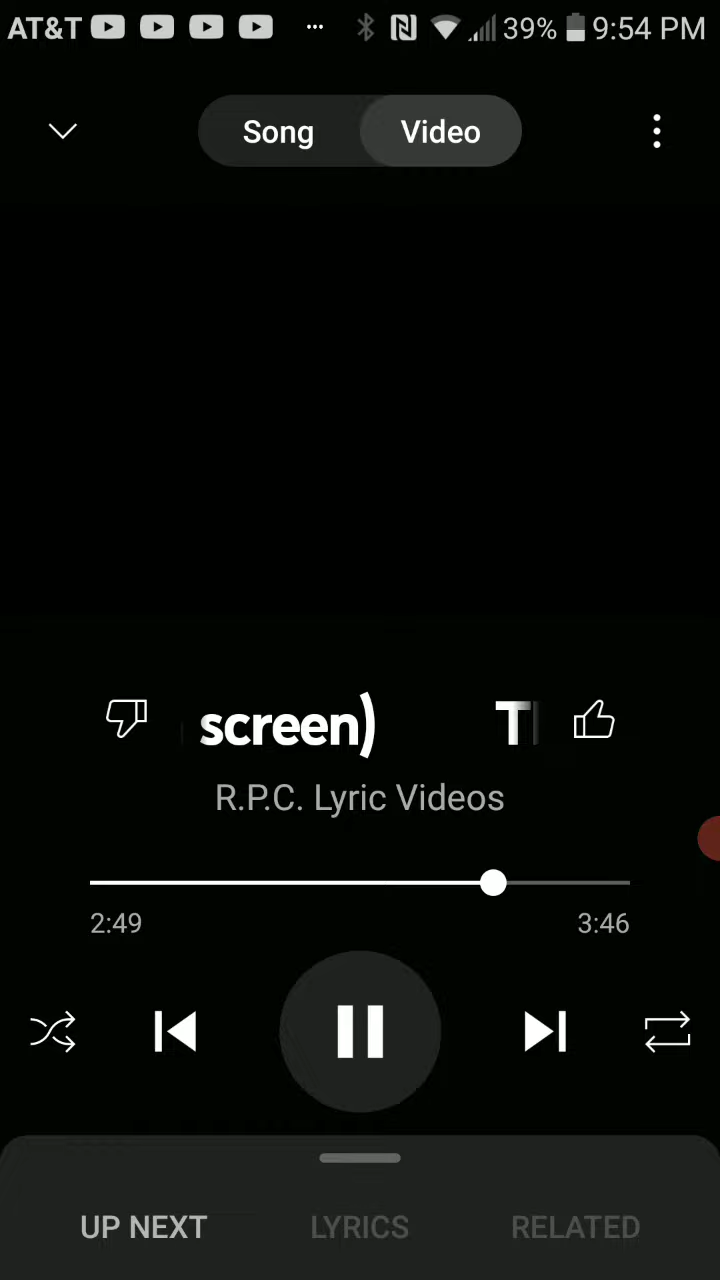 AT&T 39% 9:54 PM
Song Video
screen) T
R.P.C. Lyric Videos
2:49 3:46
UP NEXT LYRICS RELATED